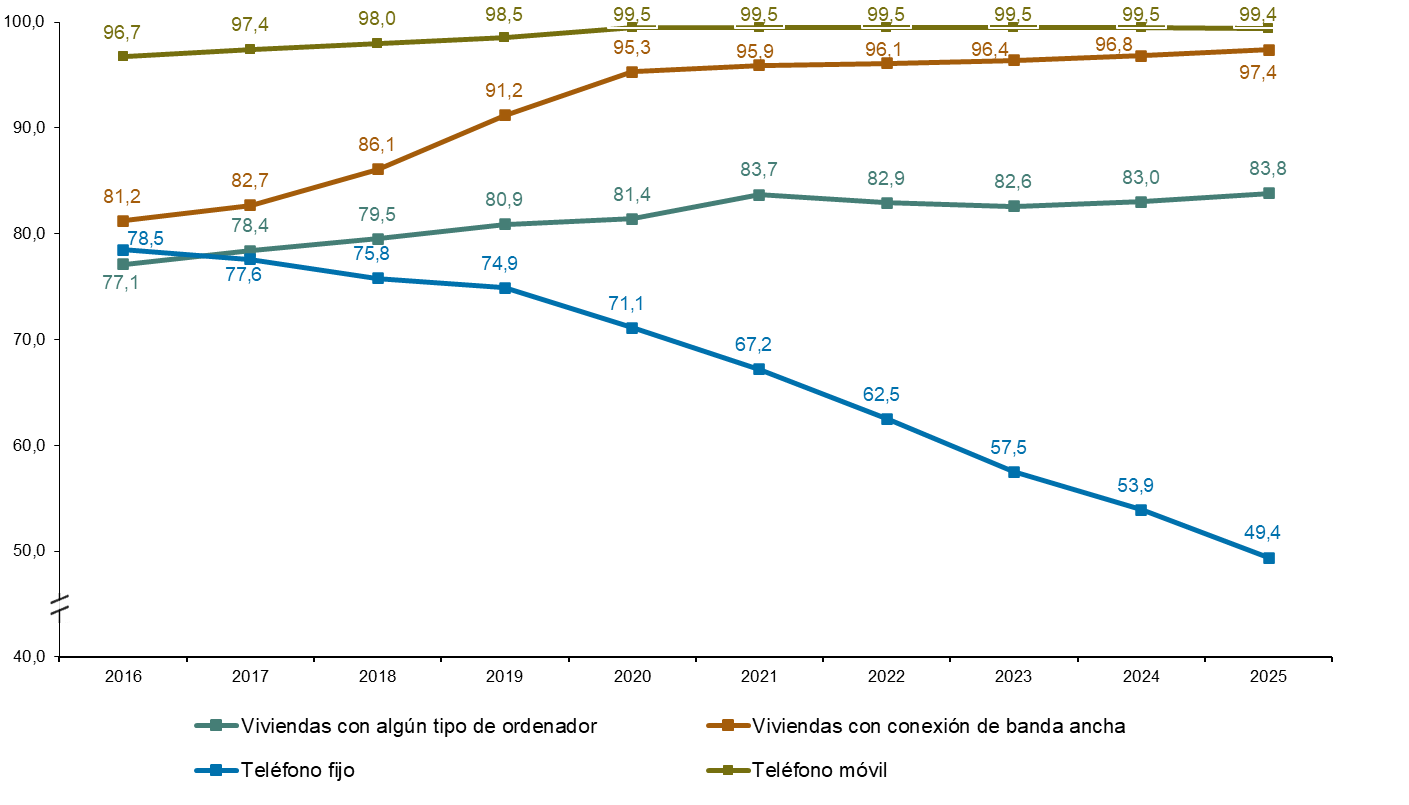 100,0
90,0
80,0
70,0
60,0
50,0
40,0
96,7 97,4 98,0 98,5 99,5 99,5 99,5 99,5 99,5 99,4
81,2 82,7 86,1 91,2 95,3 95,9 96,1 96,4 96,8 97,4
77,1 78,4 79,5 80,9 81,4 83,7 82,9 82,6 83,0 83,8
78,5 77,6 75,8 74,9 71,1 67,2 62,5 57,5 53,9 49,4
2016 2017 2018 2019 2020 2021 2022 2023 2024 2025
Viviendas con algún tipo de ordenador
Viviendas con conexión de banda ancha
Teléfono fijo
Teléfono móvil